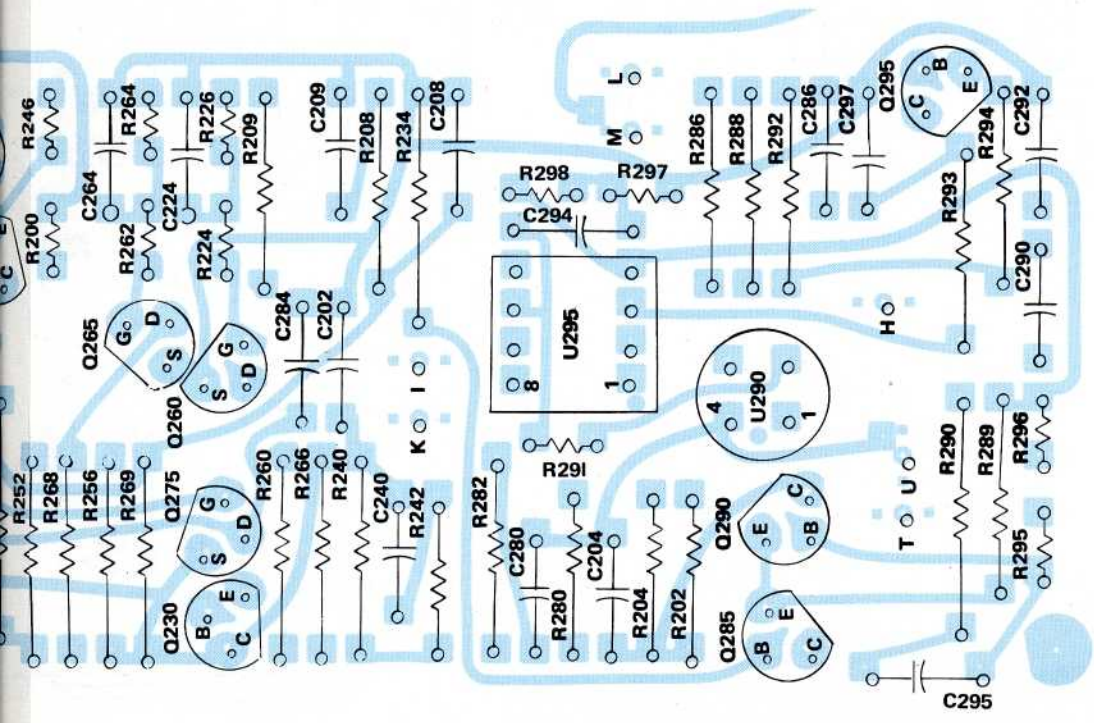 R246
R264
R226
R209
C209
R208
R234
C208
L
M
R286
R288
R292
C286
C297
Q295
B
E
C
R294
C292
C264
C224
R298
R297
C294
R293
R200
R262
R224
E
C
C290
Q265
G
D
S
C284
C202
U295
8
1
H
Q260
G
S
D
I
K
U290
4
1
R291
R252
R268
R256
R269
Q275
G
S
D
R260
R266
R240
C240
R242
R282
C280
R280
C204
R204
R202
Q290
C
E
B
T
U
R290
R289
R296
R295
Q230
B
E
C
Q285
E
B
C
C295